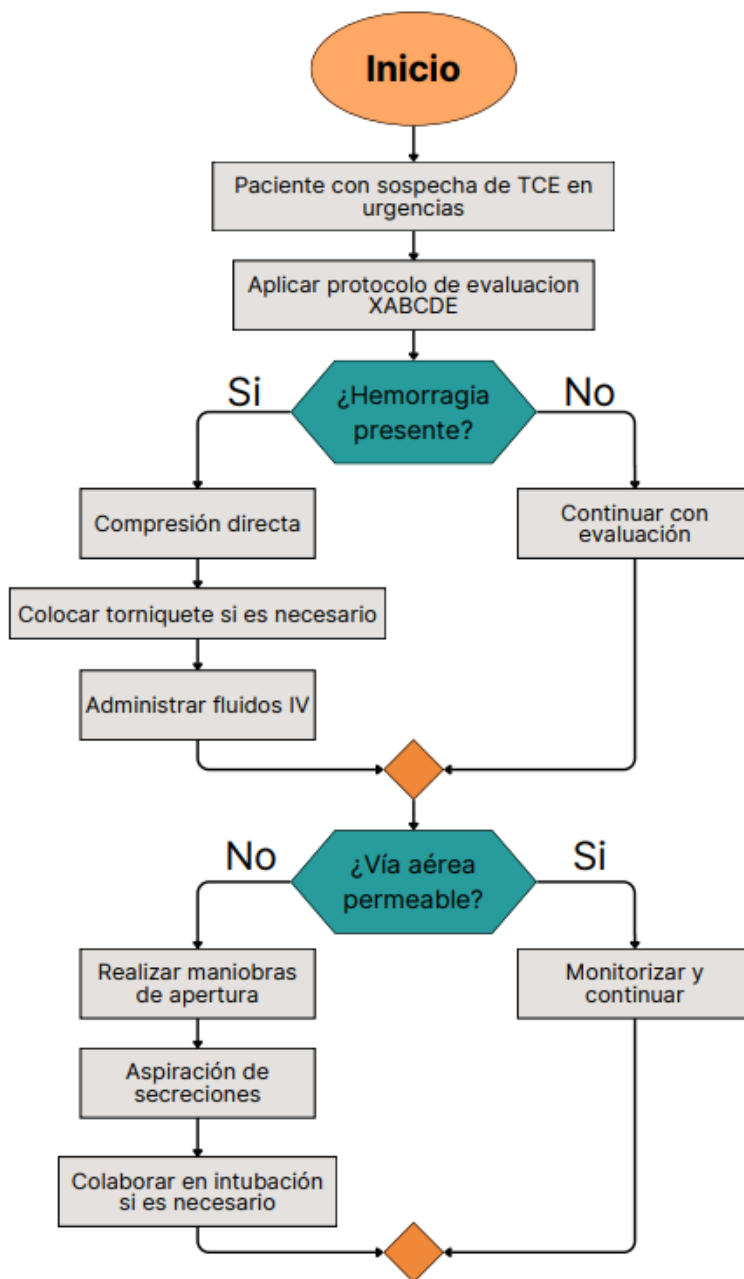 Inicio
Paciente con sospecha de TCE en
urgencias
Aplicar protocolo de evaluacion
XABCDE
Si
¿Hemorragia
presente?
No
Compresión directa
Continuar con
evaluación
Colocar torniquete si es necesario
Administrar fluidos IV
No
¿Vía aérea
permeable?
Si
Realizar maniobras
de apertura
Monitorizar y
continuar
Aspiración de
secreciones
Colaborar en intubación
si es necesario